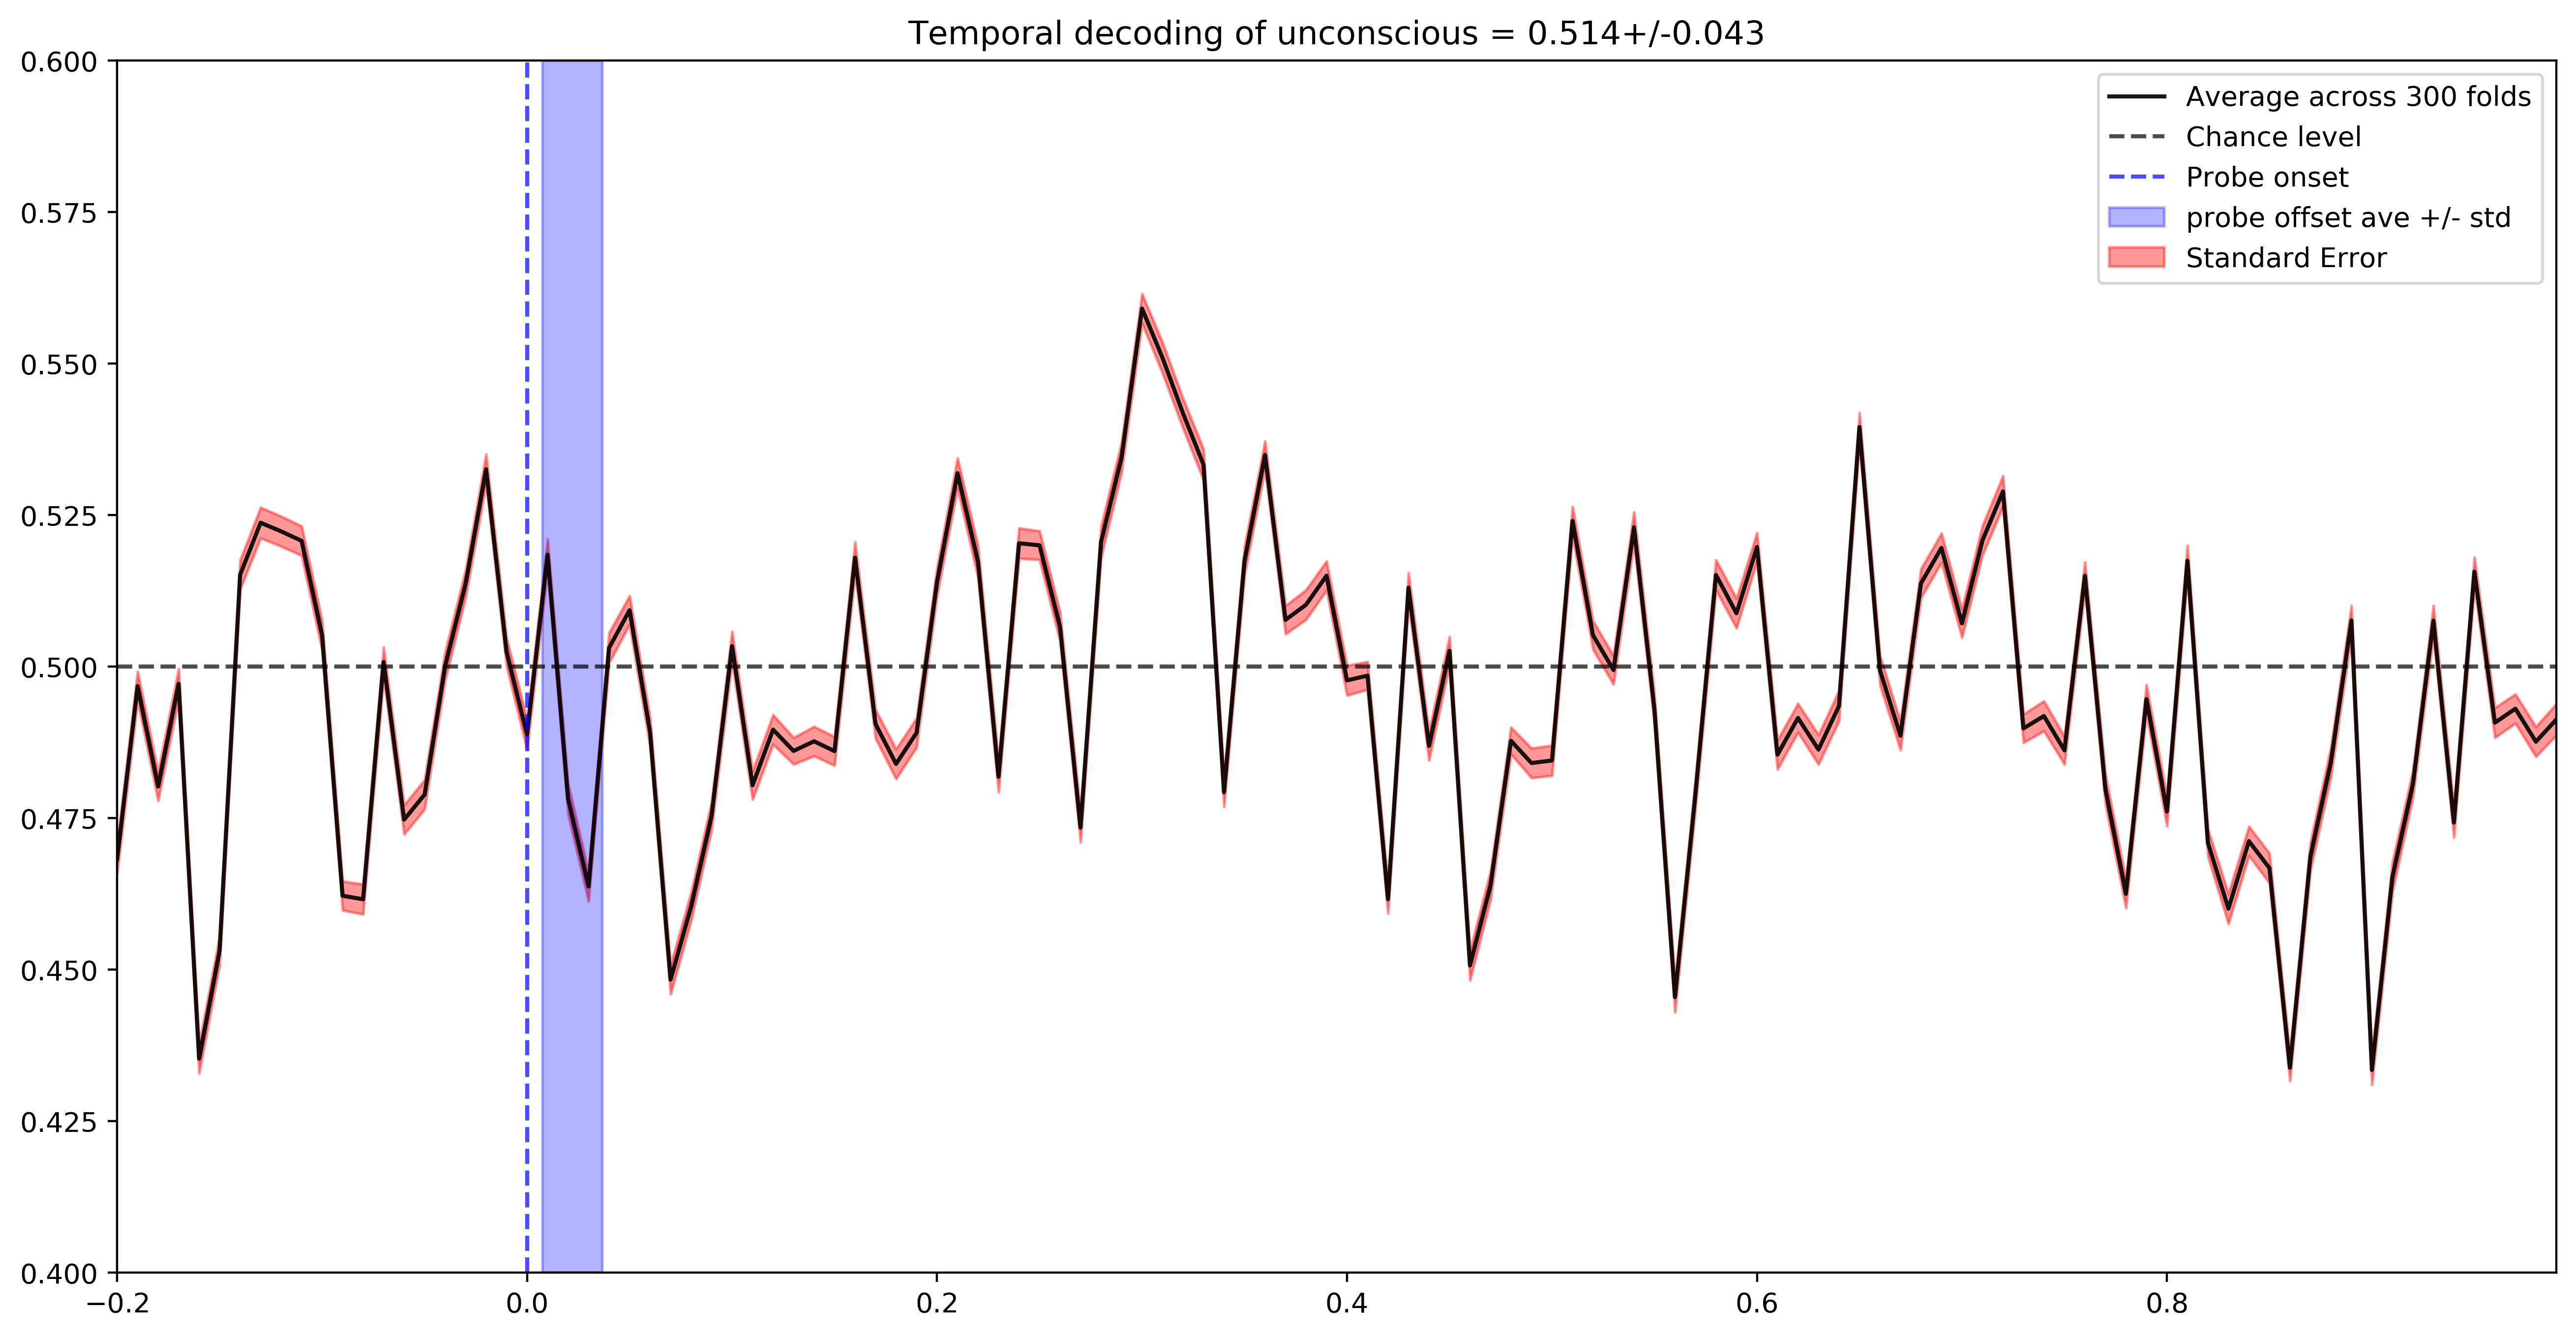 Temporal decoding of unconscious = 0.514+/-0.043
0.600
0.575
0.550
0.525
0.500
0.475
0.450
0.425
0.400
Average across 300 folds
Chance level
Probe onset
probe offset ave +/- std
Standard Error
−0.2
0.0
0.2
0.4
0.6
0.8